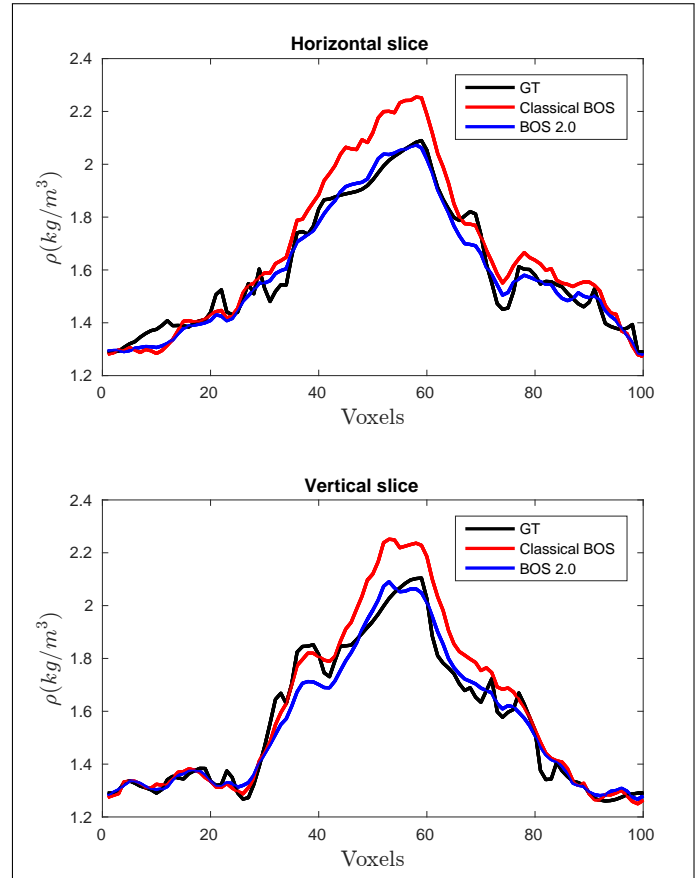 Horizontal slice
2.4
2.2
2
1.8
1.6
1.4
1.2
ρ(kg/m³)
GT
Classical BOS
BOS 2.0
0 20 40 60 80 100
Voxels
Vertical slice
2.4
2.2
2
1.8
1.6
1.4
1.2
ρ(kg/m³)
GT
Classical BOS
BOS 2.0
0 20 40 60 80 100
Voxels